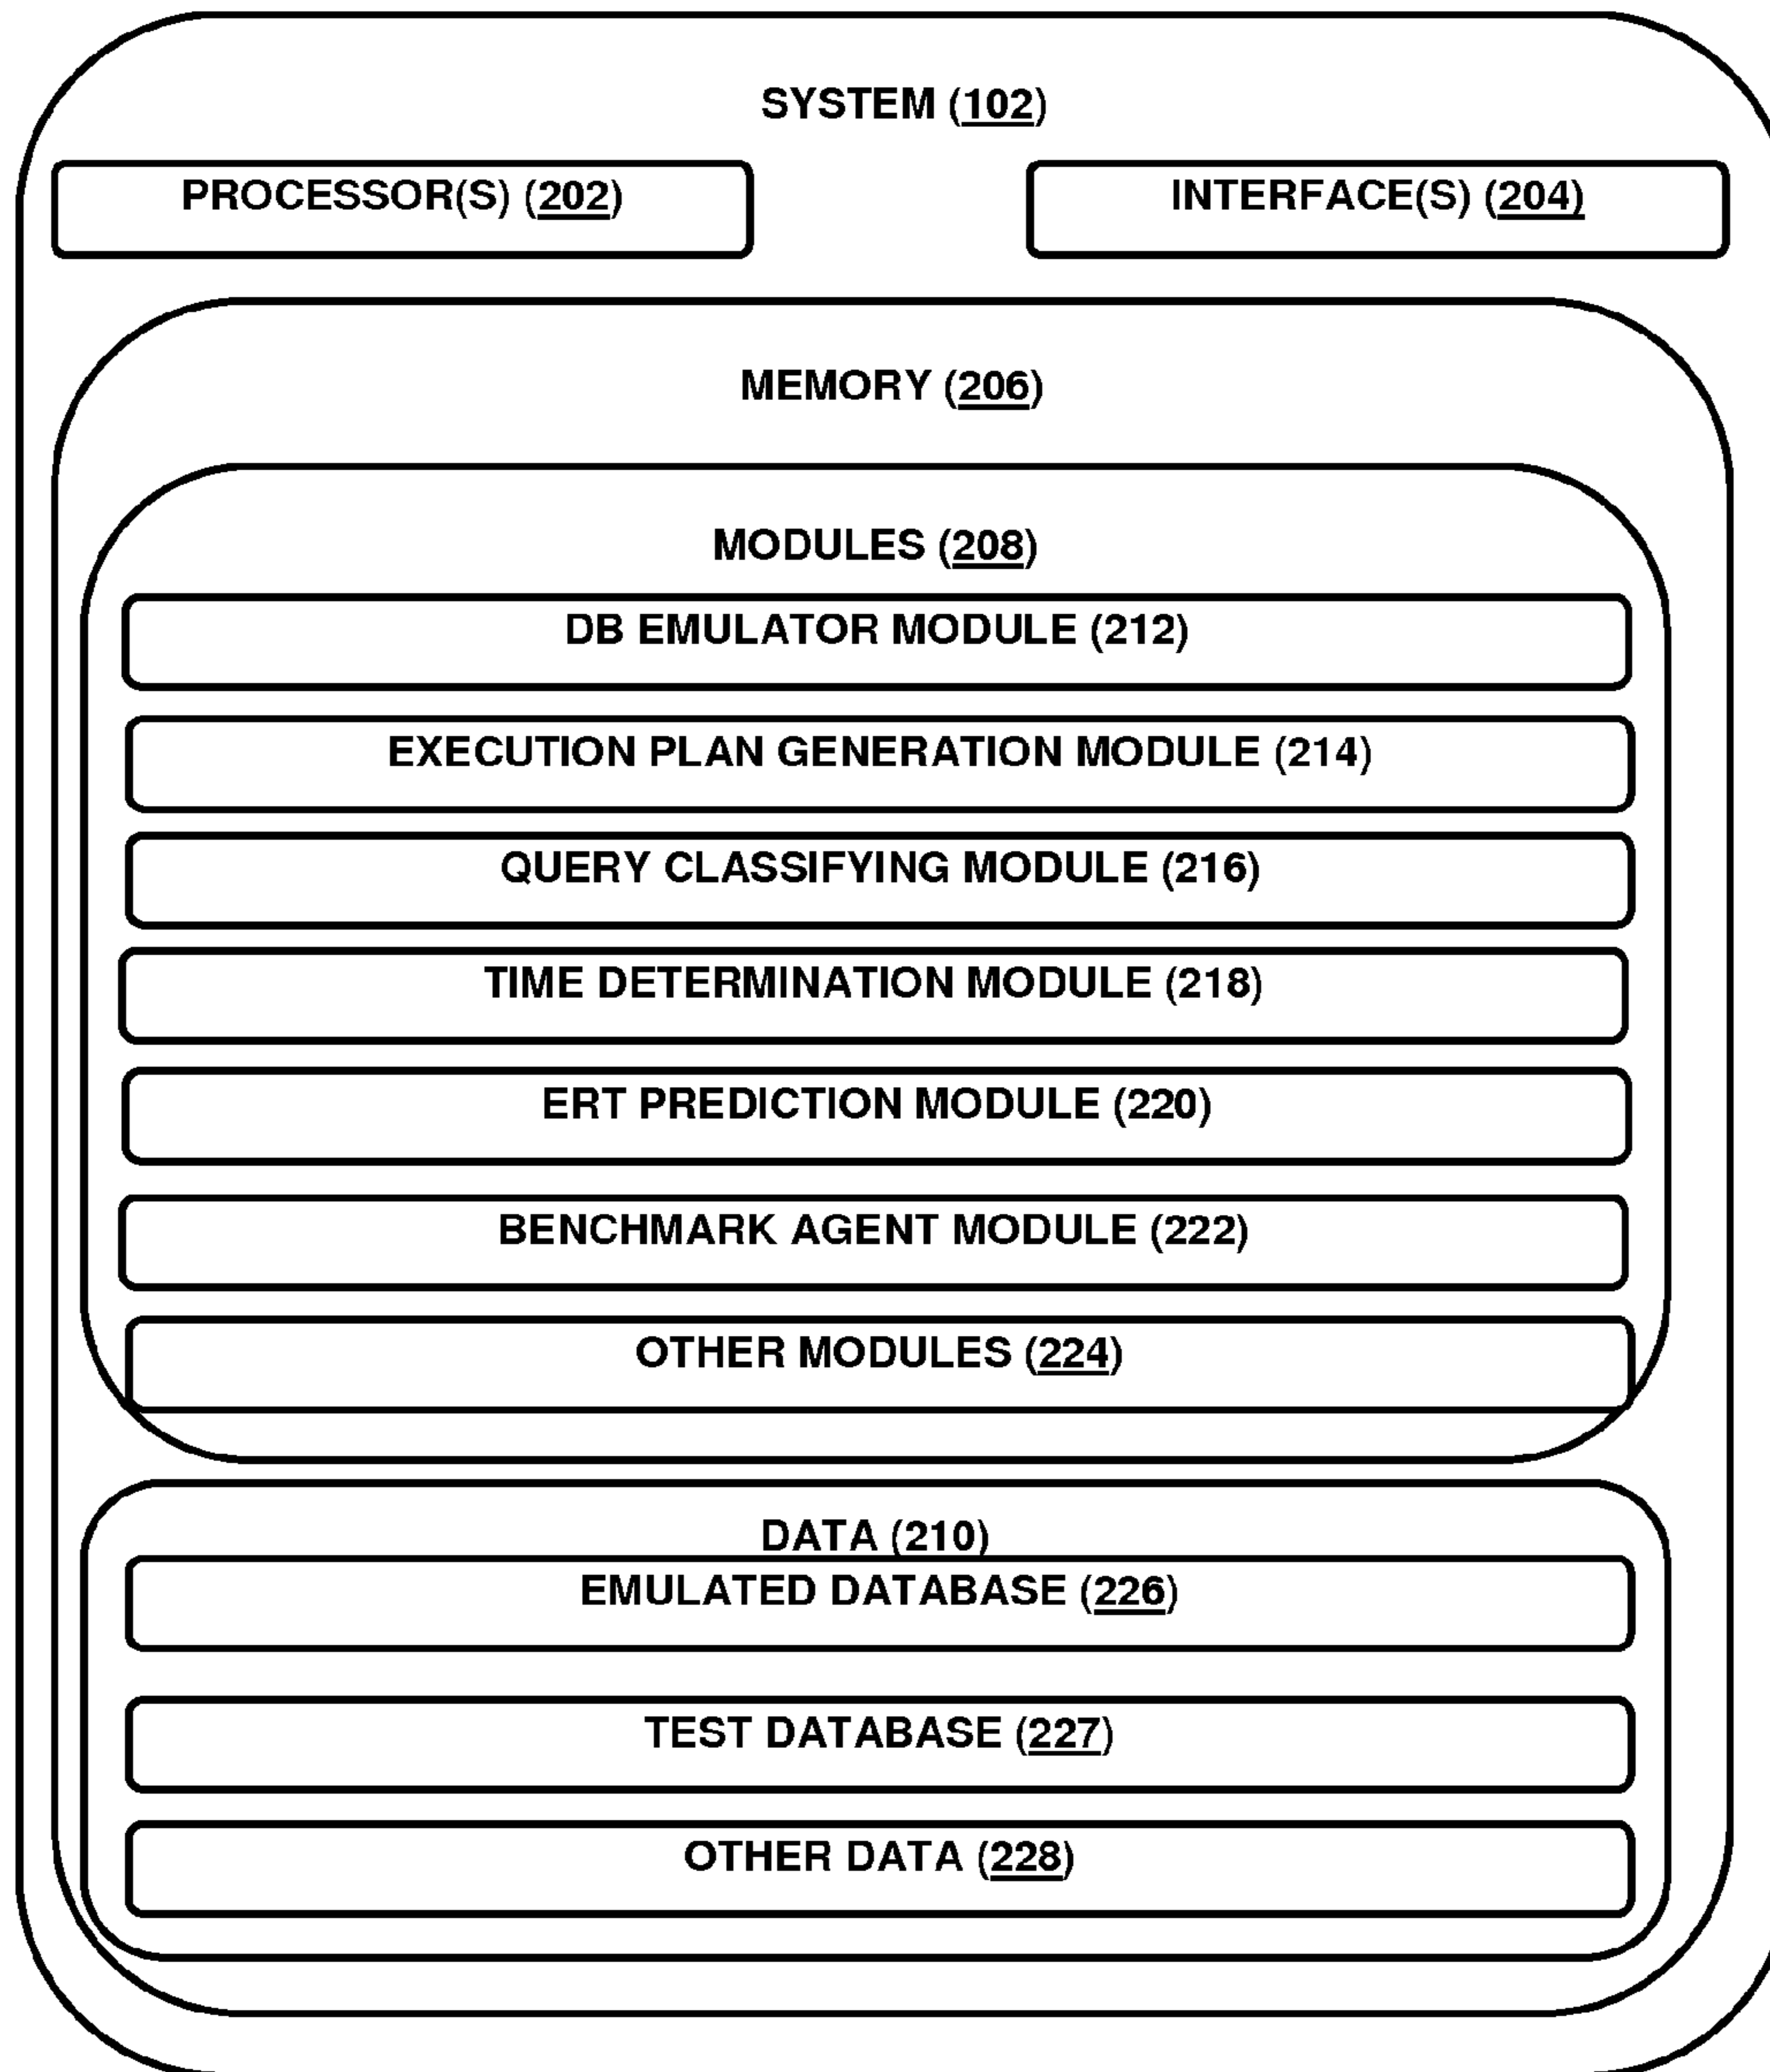 SYSTEM (102)
PROCESSOR(S) (202)
INTERFACE(S) (204)
MEMORY (206)
MODULES (208)
DB EMULATOR MODULE (212)
EXECUTION PLAN GENERATION MODULE (214)
QUERY CLASSIFYING MODULE (216)
TIME DETERMINATION MODULE (218)
ERT PREDICTION MODULE (220)
BENCHMARK AGENT MODULE (222)
OTHER MODULES (224)
DATA (210)
EMULATED DATABASE (226)
TEST DATABASE (227)
OTHER DATA (228)